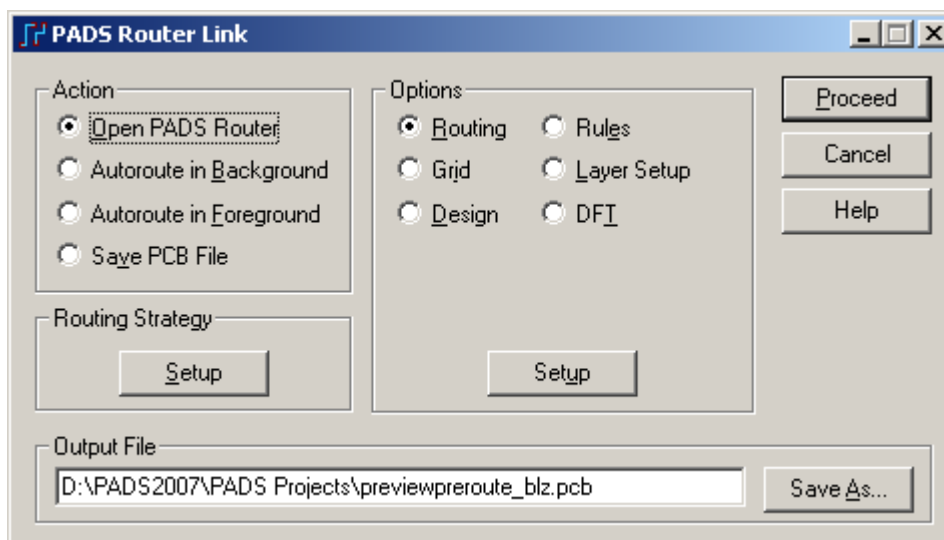 PADS Router Link
Action
Open PADS Router
Autoroute in Background
Autoroute in Foreground
Save PCB File
Routing Strategy
Setup
Options
Routing
Rules
Grid
Layer Setup
Design
DFT
Setup
Proceed
Cancel
Help
Output File
D:\PADS2007\PADS Projects\previewpreroute_blz.pcb
Save As...